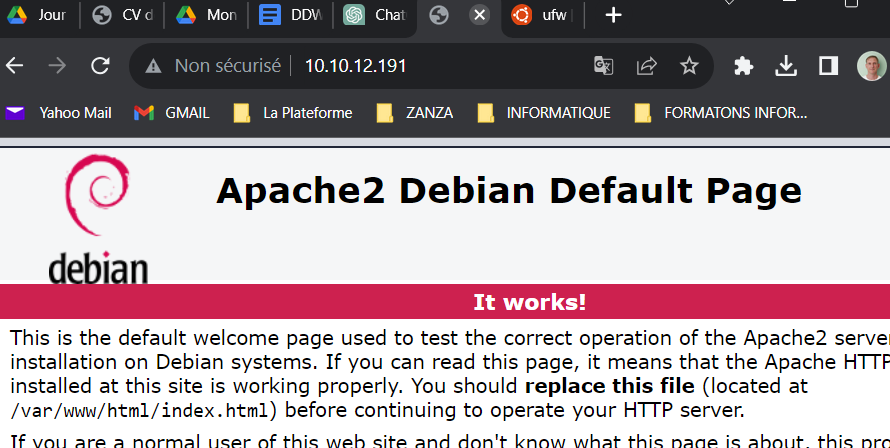 Jour
CV d
Mon
DDW
Chat
ufw
Non sécurisé
10.10.12.191
Yahoo Mail
GMAIL
La Plateforme
ZANZA
INFORMATIQUE
FORMATONS INFOR...
debian
Apache2 Debian Default Page
It works!
This is the default welcome page used to test the correct operation of the Apache2 server
installation on Debian systems. If you can read this page, it means that the Apache HTTP
installed at this site is working properly. You should replace this file (located at
/var/www/html/index.html) before continuing to operate your HTTP server.
If you are a normal user of this web site and don't know what this page is about, this pro